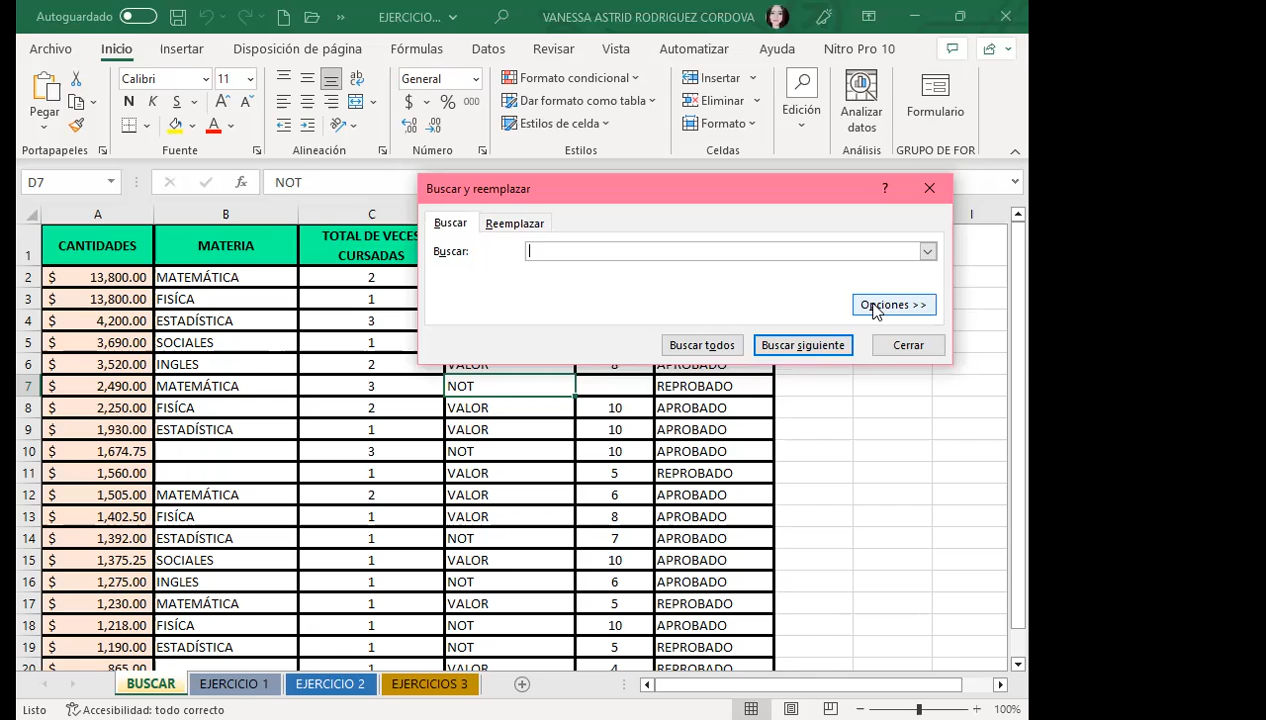 Autoguardado EJERCICIO... VANESSA ASTRID RODRIGUEZ CORDOVA
Archivo Inicio Insertar Disposición de página Fórmulas Datos Revisar Vista Automatizar Ayuda Nitro Pro 10
Pegar
Calibri 11
N K S
General
$ % 000
Formato condicional
Dar formato como tabla
Estilos de celda
Insertar
Eliminar
Formato
Edición
Analizar datos
Formulario
Portapapeles Fuente Alineación Número Estilos Celdas Análisis GRUPO DE FOR
D7 fx NOT
Buscar y reemplazar ? ×
Buscar Reemplazar
Buscar:
Opciones >>
Buscar todos Buscar siguiente Cerrar
A B C I
1 CANTIDADES MATERIA TOTAL DE VECES CURSADAS
2 $ 13,800.00 MATEMÁTICA 2
3 $ 13,800.00 FISÍCA 1
4 $ 4,200.00 ESTADÍSTICA 3
5 $ 3,690.00 SOCIALES 1
6 $ 3,520.00 INGLES 2 VALOR 8 APROBADO
7 $ 2,490.00 MATEMÁTICA 3 NOT REPROBADO
8 $ 2,250.00 FISÍCA 2 VALOR 10 APROBADO
9 $ 1,930.00 ESTADÍSTICA 1 VALOR 10 APROBADO
10 $ 1,674.75 3 NOT 10 APROBADO
11 $ 1,560.00 1 VALOR 5 REPROBADO
12 $ 1,505.00 MATEMÁTICA 2 VALOR 6 APROBADO
13 $ 1,402.50 FISÍCA 1 VALOR 8 APROBADO
14 $ 1,392.00 ESTADÍSTICA 1 NOT 7 APROBADO
15 $ 1,375.25 SOCIALES 1 VALOR 10 APROBADO
16 $ 1,275.00 INGLES 1 NOT 6 APROBADO
17 $ 1,230.00 MATEMÁTICA 1 VALOR 5 REPROBADO
18 $ 1,218.00 FISÍCA 1 NOT 10 APROBADO
19 $ 1,190.00 ESTADÍSTICA 1 NOT 5 REPROBADO
20 $ 865.00 1 VALOR 4 REPROBADO
BUSCAR EJERCICIO 1 EJERCICIO 2 EJERCICIOS 3
Listo Accesibilidad: todo correcto 100%